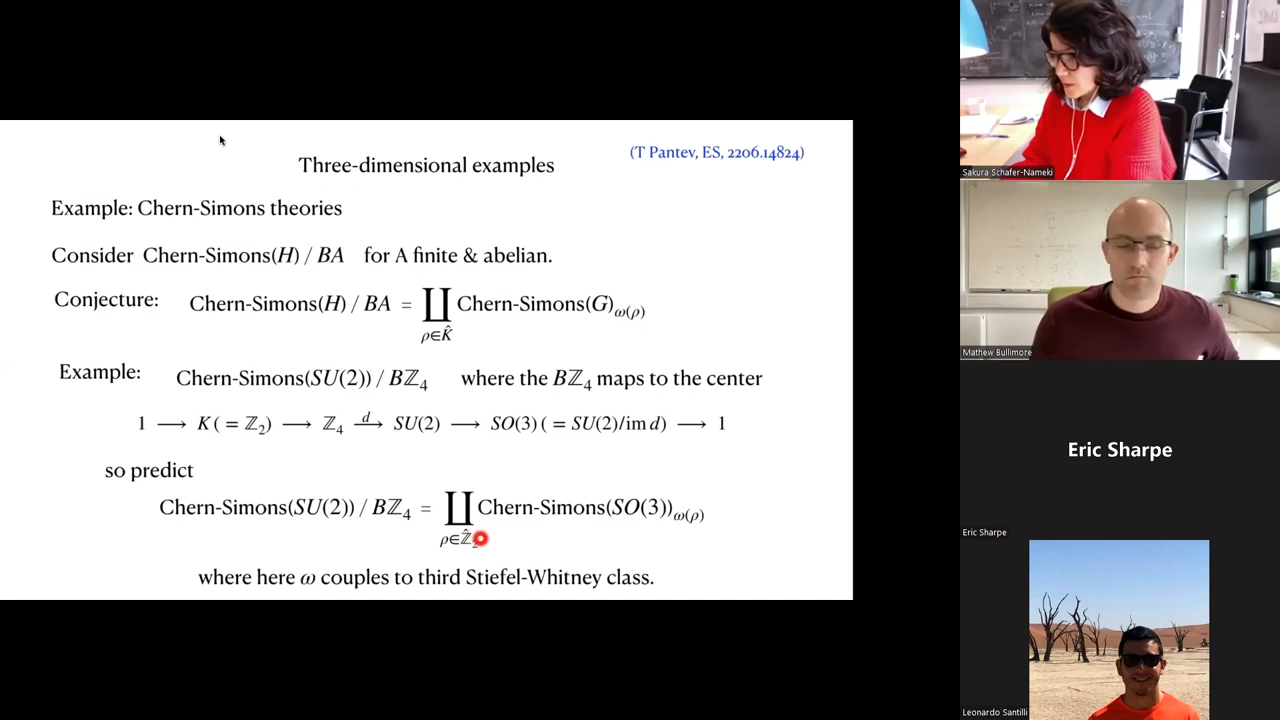 Three-dimensional examples
(T Pantev, ES, 2206.14824)
Example: Chern-Simons theories
Consider Chern-Simons(H) / BA for A finite & abelian.
Conjecture: Chern-Simons(H) / BA = ∐ Chern-Simons(G)_{ω(ρ)}
ρ∈K̂
Example: Chern-Simons(SU(2)) / Bℤ₄ where the Bℤ₄ maps to the center
1 ⟶ K( = ℤ₂) ⟶ ℤ₄ ⟶ᵈ SU(2) ⟶ SO(3) ( = SU(2)/im d) ⟶ 1
so predict
Chern-Simons(SU(2)) / Bℤ₄ = ∐ Chern-Simons(SO(3))_{ω(ρ)}
ρ∈ℤ̂₂
where here ω couples to third Stiefel-Whitney class.
Sakura Schafer-Nameki
Mathew Bullimore
Eric Sharpe
Eric Sharpe
Leonardo Santilli